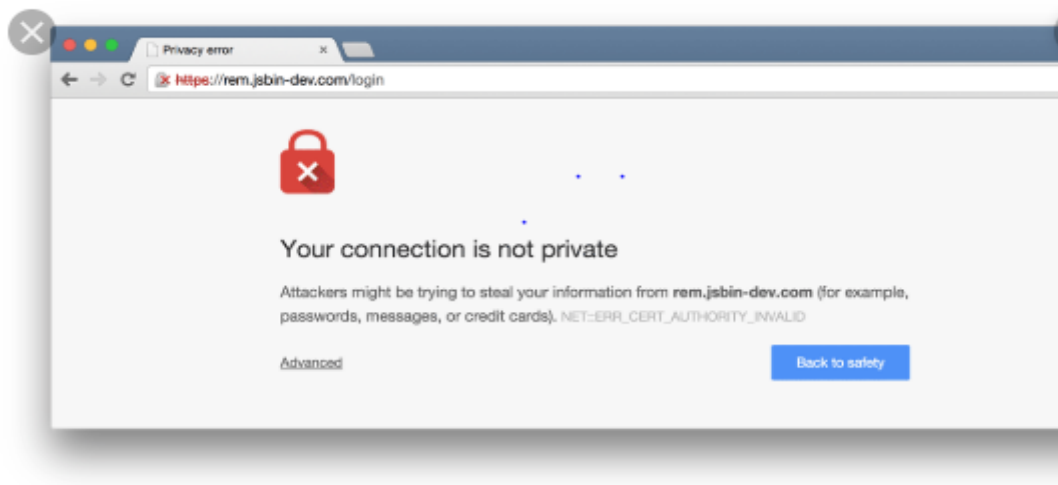 Privacy error
https://rem.jsbin-dev.com/login
Your connection is not private
Attackers might be trying to steal your information from rem.jsbin-dev.com (for example,
passwords, messages, or credit cards). NET::ERR_CERT_AUTHORITY_INVALID
Advanced
Back to safety